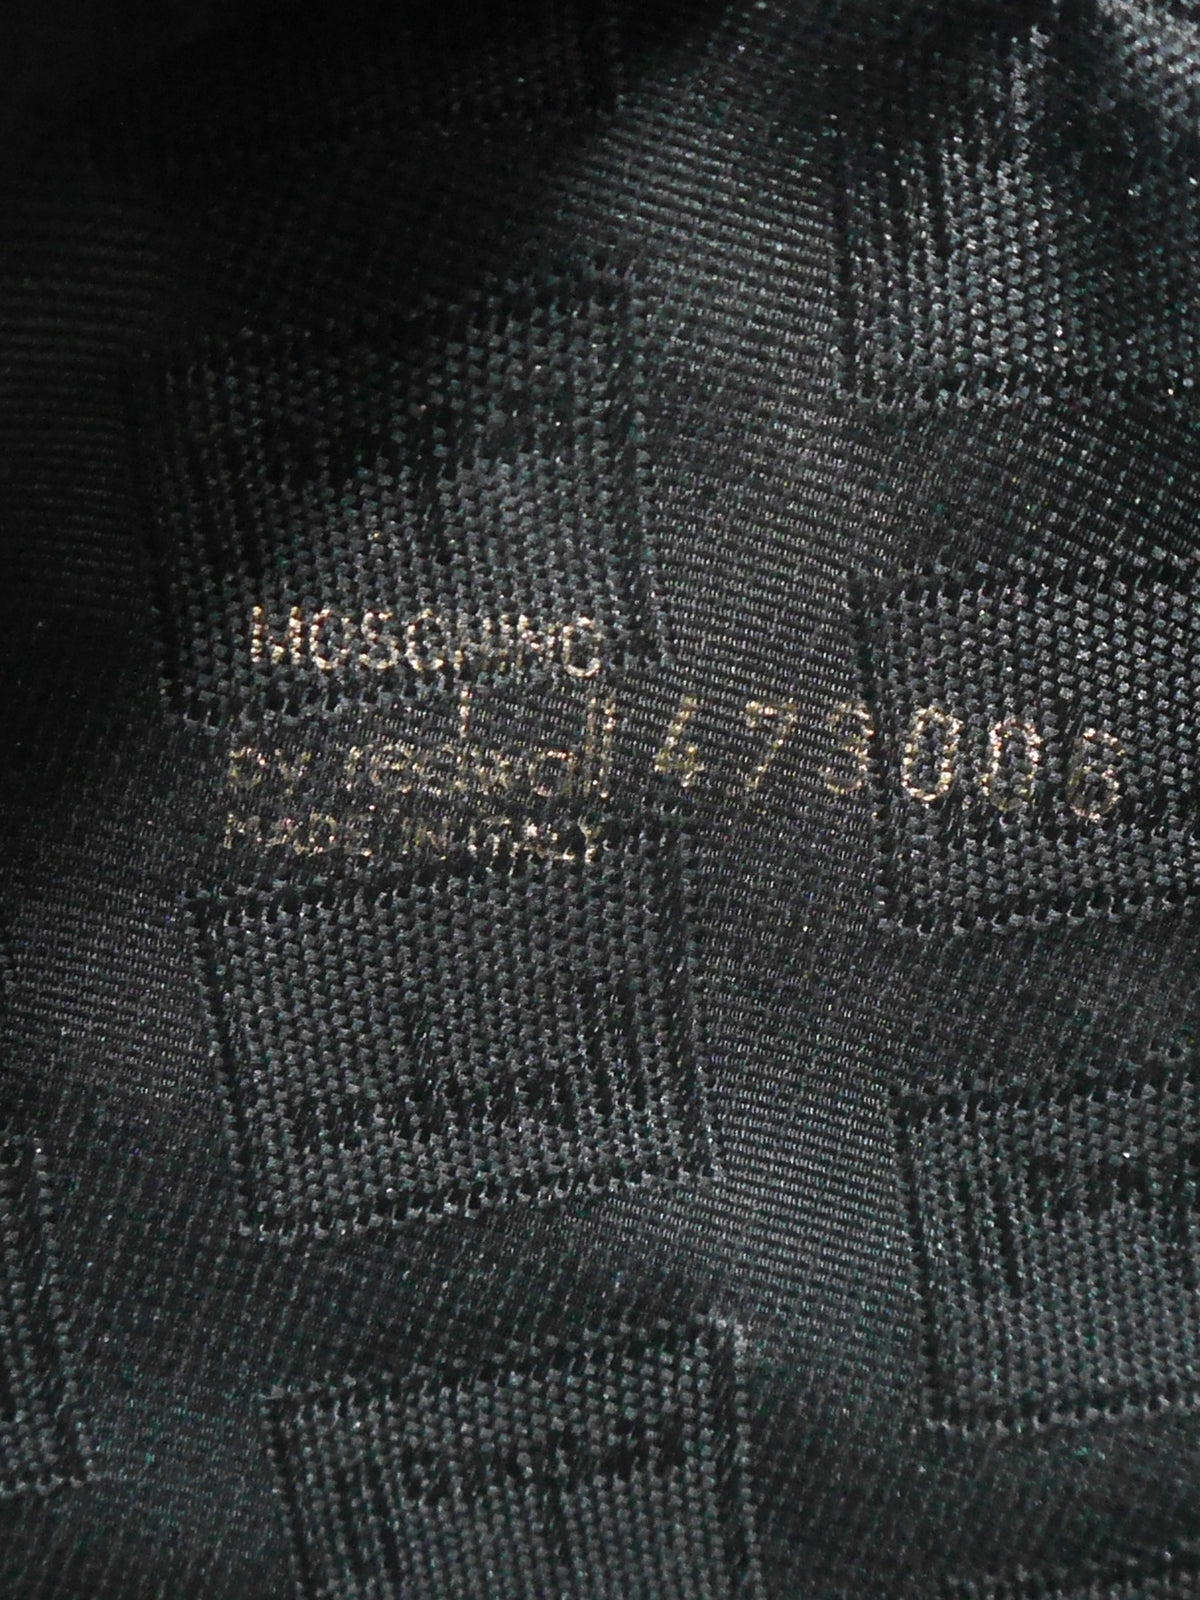 MOSCHINO
by redwall 473006
MADE IN ITALY